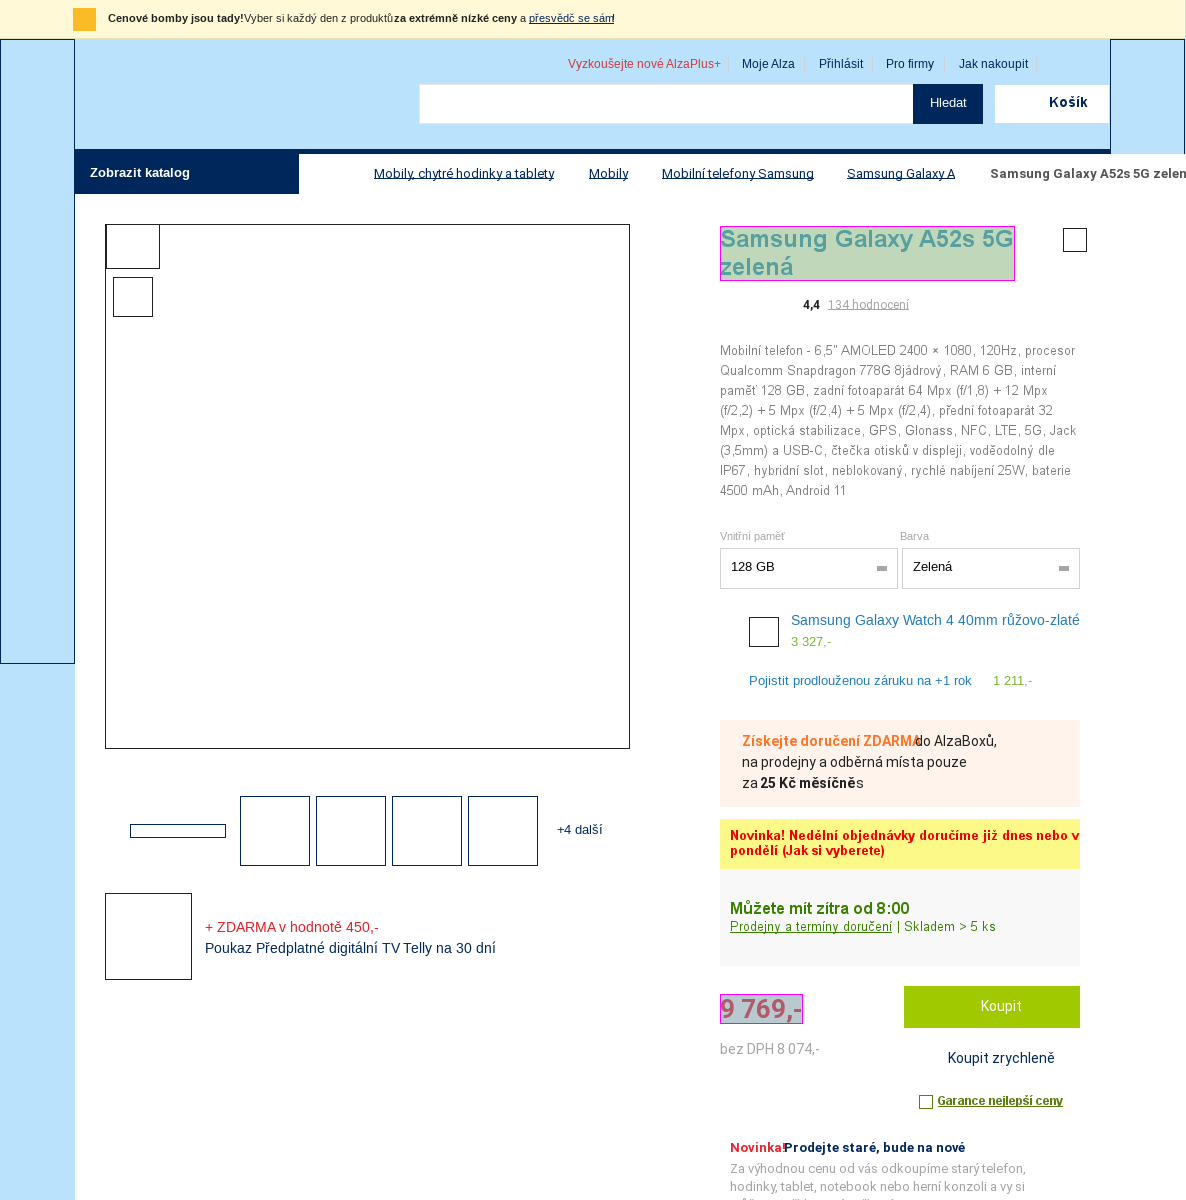 Cenové bomby jsou tady! Vyber si každý den z produktů za extrémně nízké ceny a přesvědč se sám!
Vyzkoušejte nové AlzaPlus+ Moje Alza Přihlásit Pro firmy Jak nakoupit
Hledat Košík
Zobrazit katalog Mobily, chytré hodinky a tablety Mobily Mobilní telefony Samsung Samsung Galaxy A Samsung Galaxy A52s 5G zelen
Samsung Galaxy A52s 5G
zelená
4,4 134 hodnocení
Mobilní telefon - 6,5" AMOLED 2400 × 1080, 120Hz, procesor
Qualcomm Snapdragon 778G 8jádrový, RAM 6 GB, interní
paměť 128 GB, zadní fotoaparát 64 Mpx (f/1,8) + 12 Mpx
(f/2,2) + 5 Mpx (f/2,4) + 5 Mpx (f/2,4), přední fotoaparát 32
Mpx, optická stabilizace, GPS, Glonass, NFC, LTE, 5G, Jack
(3,5mm) a USB-C, čtečka otisků v displeji, voděodolný dle
IP67, hybridní slot, neblokovaný, rychlé nabíjení 25W, baterie
4500 mAh, Android 11
Vnitřní paměť Barva
128 GB Zelená
Samsung Galaxy Watch 4 40mm růžovo-zlaté
3 327,-
Pojistit prodlouženou záruku na +1 rok 1 211,-
Získejte doručení ZDARMA do AlzaBoxů,
na prodejny a odběrná místa pouze
za 25 Kč měsíčně s
Novinka! Nedělní objednávky doručíme již dnes nebo v
pondělí (Jak si vyberete)
+4 další
Můžete mít zítra od 8:00
Prodejny a termíny doručení | Skladem > 5 ks
+ ZDARMA v hodnotě 450,-
Poukaz Předplatné digitální TV Telly na 30 dní
9 769,- Koupit
bez DPH 8 074,-
Koupit zrychleně
Garance nejlepší ceny
Novinka! Prodejte staré, bude na nové
Za výhodnou cenu od vás odkoupíme starý telefon,
hodinky, tablet, notebook nebo herní konzoli a vy si